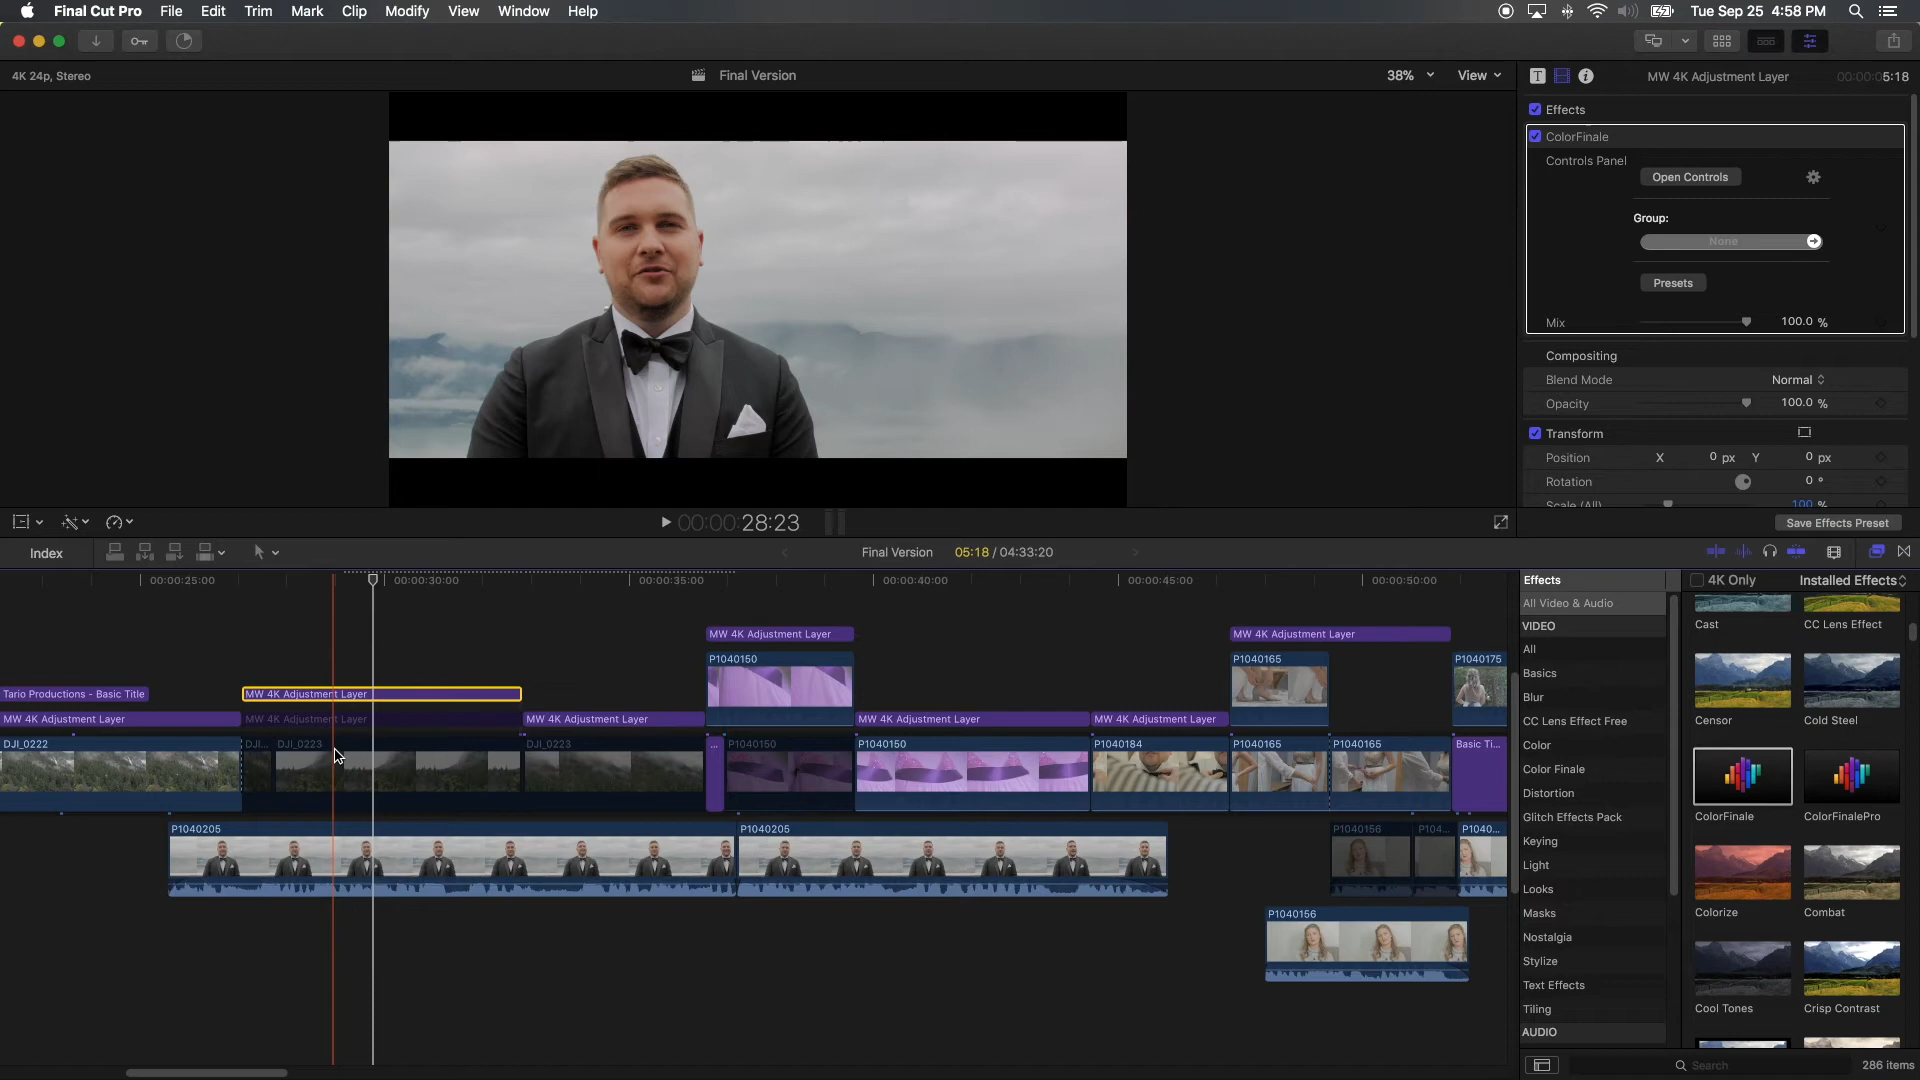 Final Cut Pro File Edit Trim Mark Clip Modify View Window Help
Tue Sep 25 4:58 PM
4K 24p, Stereo
Final Version
38%
View
MW 4K Adjustment Layer
00:00:05:18
Effects
ColorFinale
Controls Panel
Open Controls
Group:
None
Presets
Mix
100.0 %
Compositing
Blend Mode
Normal
Opacity
100.0 %
Transform
Position X 0 px Y 0 px
Rotation
0 °
Scale (All)
100 %
00:00:28:23
Save Effects Preset
Index
Final Version
05:18 / 04:33:20
00:00:25:00
00:00:30:00
00:00:35:00
00:00:40:00
00:00:45:00
00:00:50:00
MW 4K Adjustment Layer
MW 4K Adjustment Layer
P1040150
P1040165
P1040175
Tario Productions - Basic Title
MW 4K Adjustment Layer
MW 4K Adjustment Layer
MW 4K Adjustment Layer
MW 4K Adjustment Layer
MW 4K Adjustment Layer
MW 4K Adjustment Layer
DJI_0222
DJI...
DJI_0223
DJI_0223
...
P1040150
P1040150
P1040184
P1040165
P1040165
Basic Ti...
P1040205
P1040205
P1040156
P104...
P1040...
P1040156
Effects
All Video & Audio
VIDEO
All
Basics
Blur
CC Lens Effect Free
Color
Color Finale
Distortion
Glitch Effects Pack
Keying
Light
Looks
Masks
Nostalgia
Stylize
Text Effects
Tiling
AUDIO
4K Only
Installed Effects
Cast
CC Lens Effect
Censor
Cold Steel
ColorFinale
ColorFinalePro
Colorize
Combat
Cool Tones
Crisp Contrast
Search
286 items